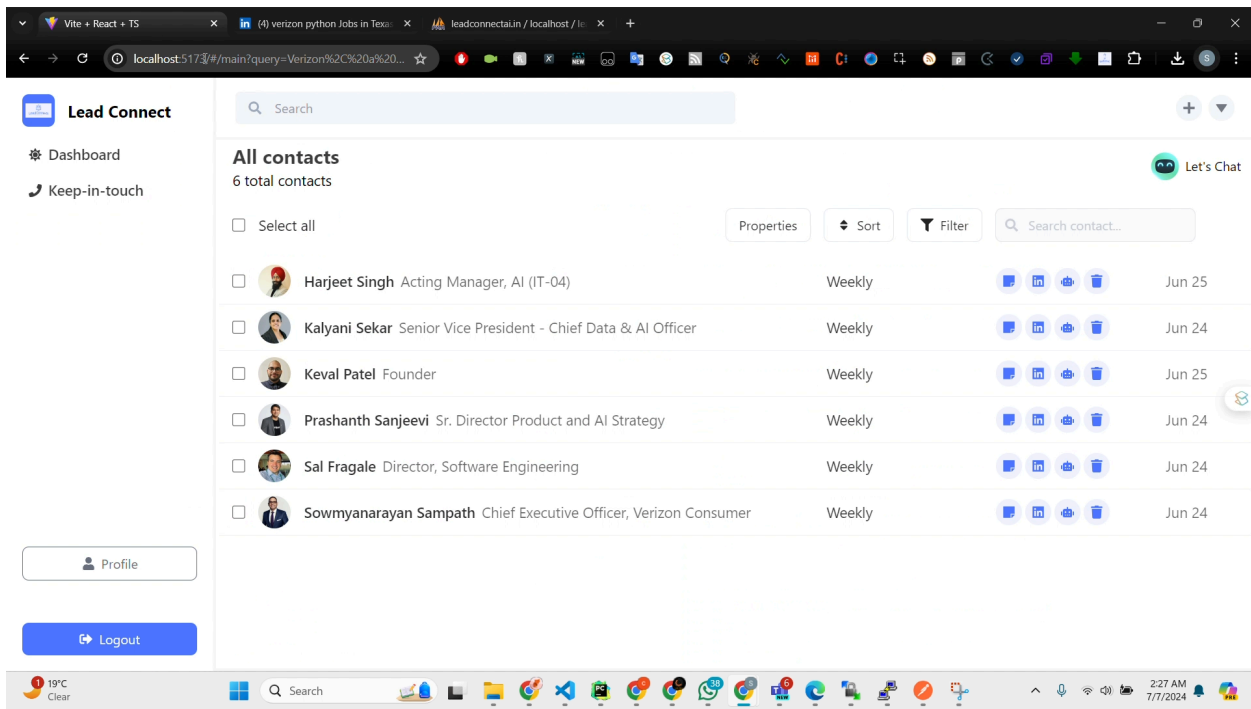 Vite + React + TS
(4) verizon python Jobs in Texas
leadconnectai.in / localhost / le
localhost:5173/#/main?query=Verizon%2C%20a%20...
Lead Connect
Search
Dashboard
Keep-in-touch
All contacts
6 total contacts
Let's Chat
Select all
Properties
Sort
Filter
Search contact...
Harjeet Singh Acting Manager, AI (IT-04) Weekly Jun 25
Kalyani Sekar Senior Vice President - Chief Data & AI Officer Weekly Jun 24
Keval Patel Founder Weekly Jun 25
Prashanth Sanjeevi Sr. Director Product and AI Strategy Weekly Jun 24
Sal Fragale Director, Software Engineering Weekly Jun 24
Sowmyanarayan Sampath Chief Executive Officer, Verizon Consumer Weekly Jun 24
Profile
Logout
1
19°C
Clear
Search
38
6
2:27 AM
7/7/2024